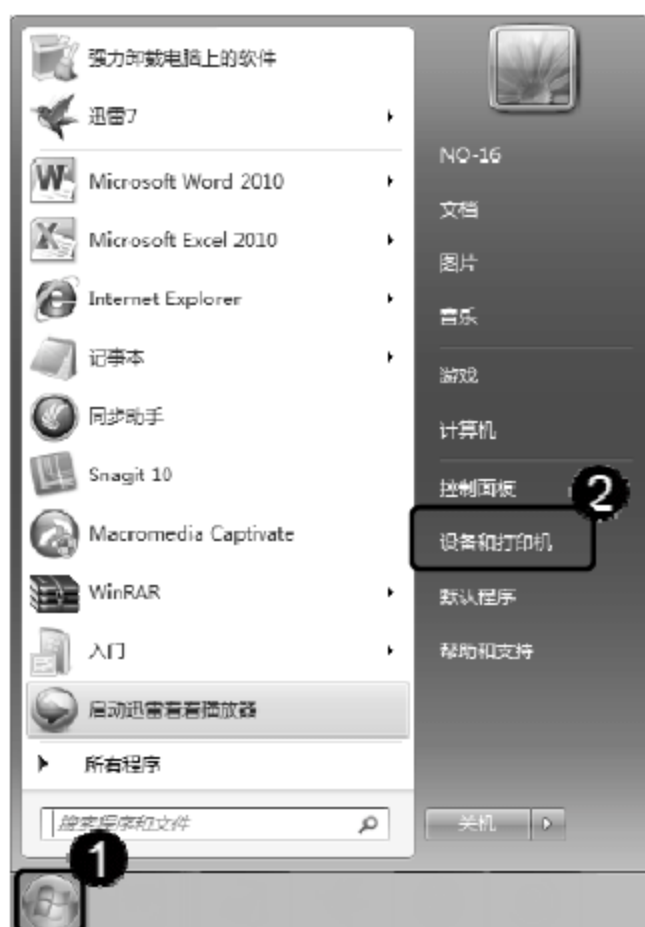 强力卸载电脑上的软件
迅雷7
Microsoft Word 2010
Microsoft Excel 2010
Internet Explorer
记事本
同步助手
Snagit 10
Macromedia Captivate
WinRAR
入门
启动迅雷看看播放器
所有程序
搜索程序和文件
1
NO-16
文档
图片
音乐
游戏
计算机
控制面板
2
设备和打印机
默认程序
帮助和支持
关机